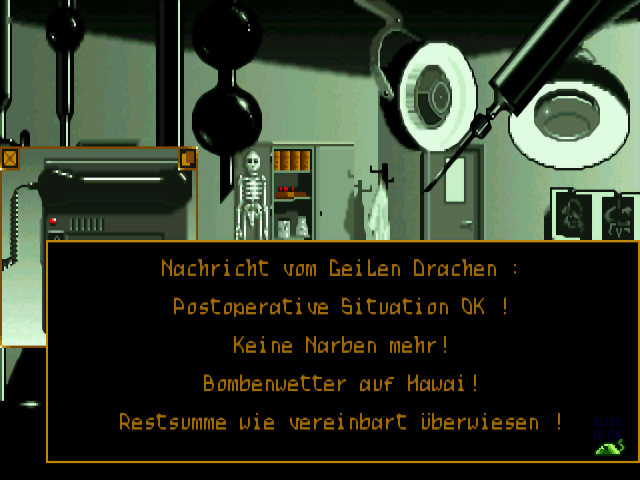 Nachricht vom Geilen Drachen :
Postoperative Situation OK !
Keine Narben mehr!
Bombenwetter auf Hawai!
Restsumme wie vereinbart überwiesen !